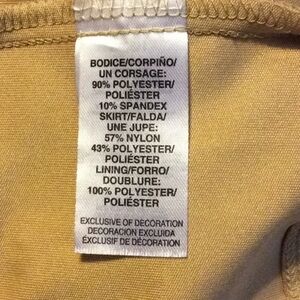 BODICE/CORPIÑO/
UN CORSAGE:
90% POLYESTER/
POLIÉSTER
10% SPANDEX
SKIRT/FALDA/
UNE JUPE:
57% NYLON
43% POLYESTER/
POLIÉSTER
LINING/FORRO/
DOUBLURE:
100% POLYESTER/
POLIÉSTER
EXCLUSIVE OF DECORATION
DECORACION EXCLUIDA
EXCLUSIF DE DÉCORATION